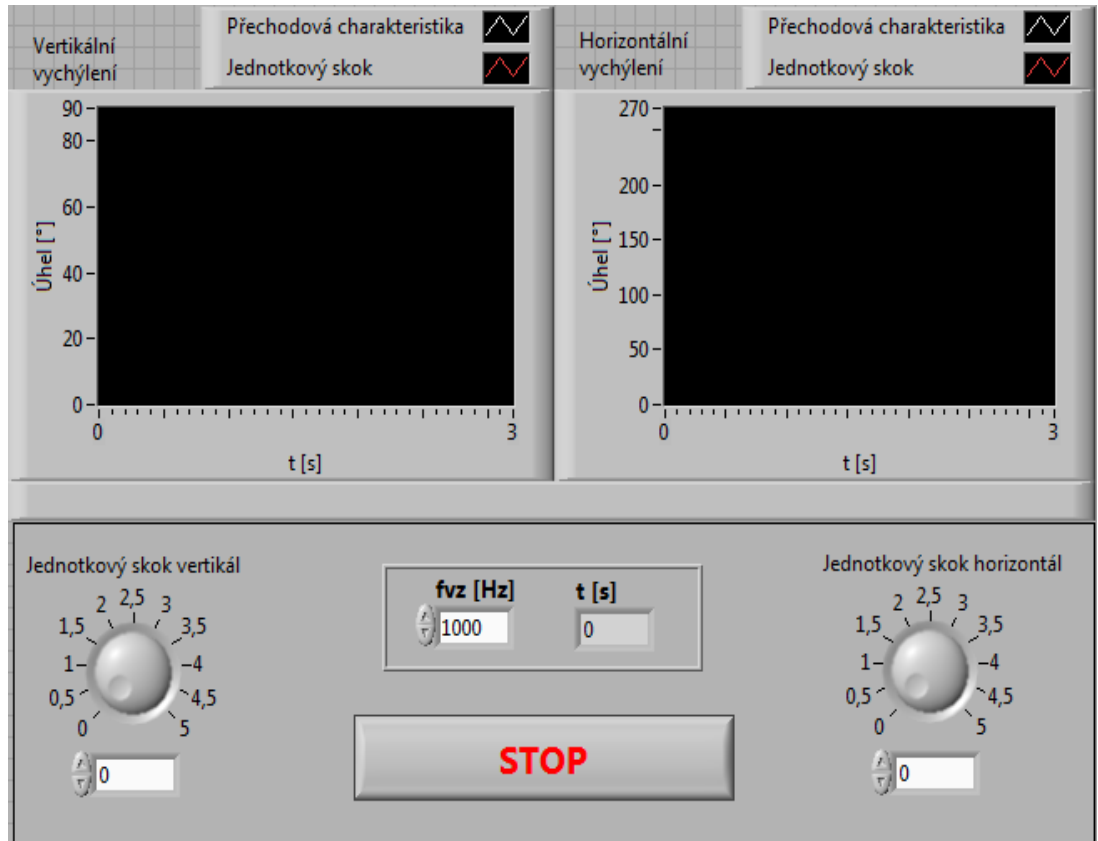 Vertikální
vychýlení
Přechodová charakteristika
Jednotkový skok
90
80
60
40
20
0
Úhel [°]
0
3
t [s]
Horizontální
vychýlení
Přechodová charakteristika
Jednotkový skok
270
200
150
100
50
0
Úhel [°]
0
3
t [s]
Jednotkový skok vertikál
0
0,5
1
1,5
2
2,5
3
3,5
4
4,5
5
0
fvz [Hz]
1000
t [s]
0
STOP
Jednotkový skok horizontál
0
0,5
1
1,5
2
2,5
3
3,5
4
4,5
5
0